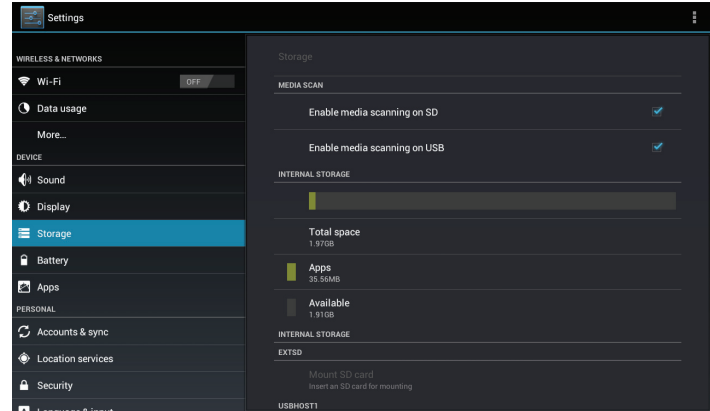 Settings
WIRELESS & NETWORKS
Wi-Fi
OFF
Data usage
More...
DEVICE
Sound
Display
Storage
Battery
Apps
PERSONAL
Accounts & sync
Location services
Security
Language & input
Storage
MEDIA SCAN
Enable media scanning on SD
Enable media scanning on USB
INTERNAL STORAGE
Total space
1.97GB
Apps
35.56MB
Available
1.91GB
INTERNAL STORAGE
EXTSD
Mount SD card
Insert an SD card for mounting
USBHOST1